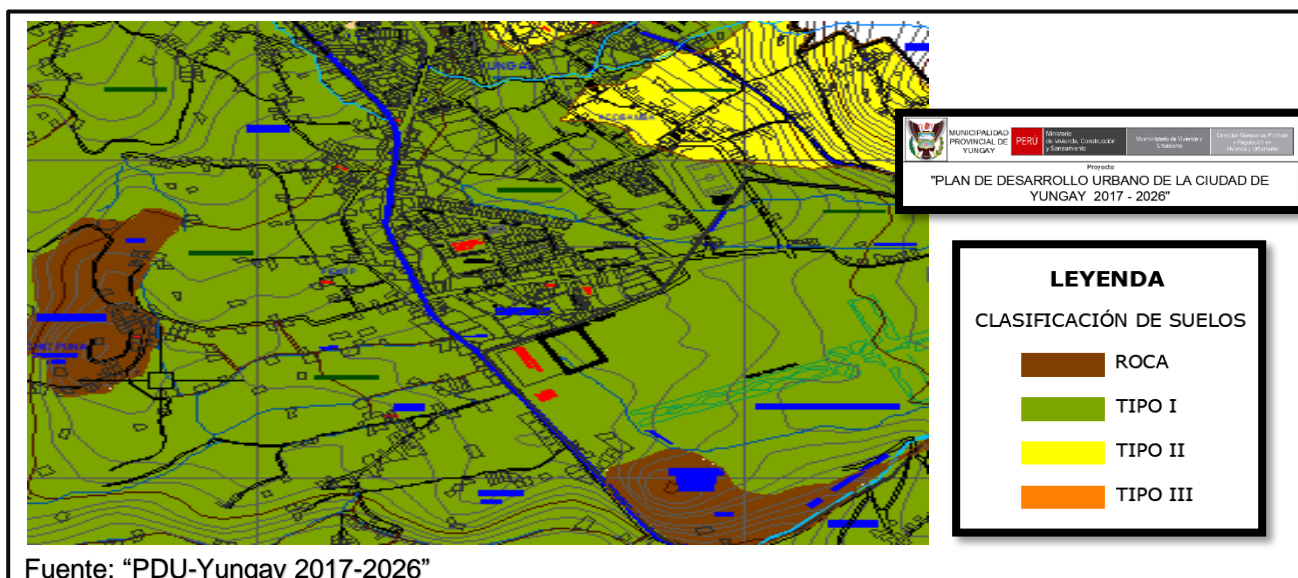 YUNGAY
ACOBAMBA
MUNICIPALIDAD
PROVINCIAL DE
YUNGAY
PERÚ
Ministerio
de Vivienda, Construcción
y Saneamiento
Viceministerio de Vivienda y
Urbanismo
Dirección General de Políticas
y Regulación en
Vivienda y Urbanismo
Proyecto:
"PLAN DE DESARROLLO URBANO DE LA CIUDAD DE
YUNGAY 2017 - 2026"
LEYENDA
CLASIFICACIÓN DE SUELOS
ROCA
TIPO I
TIPO II
TIPO III
Fuente: “PDU-Yungay 2017-2026”